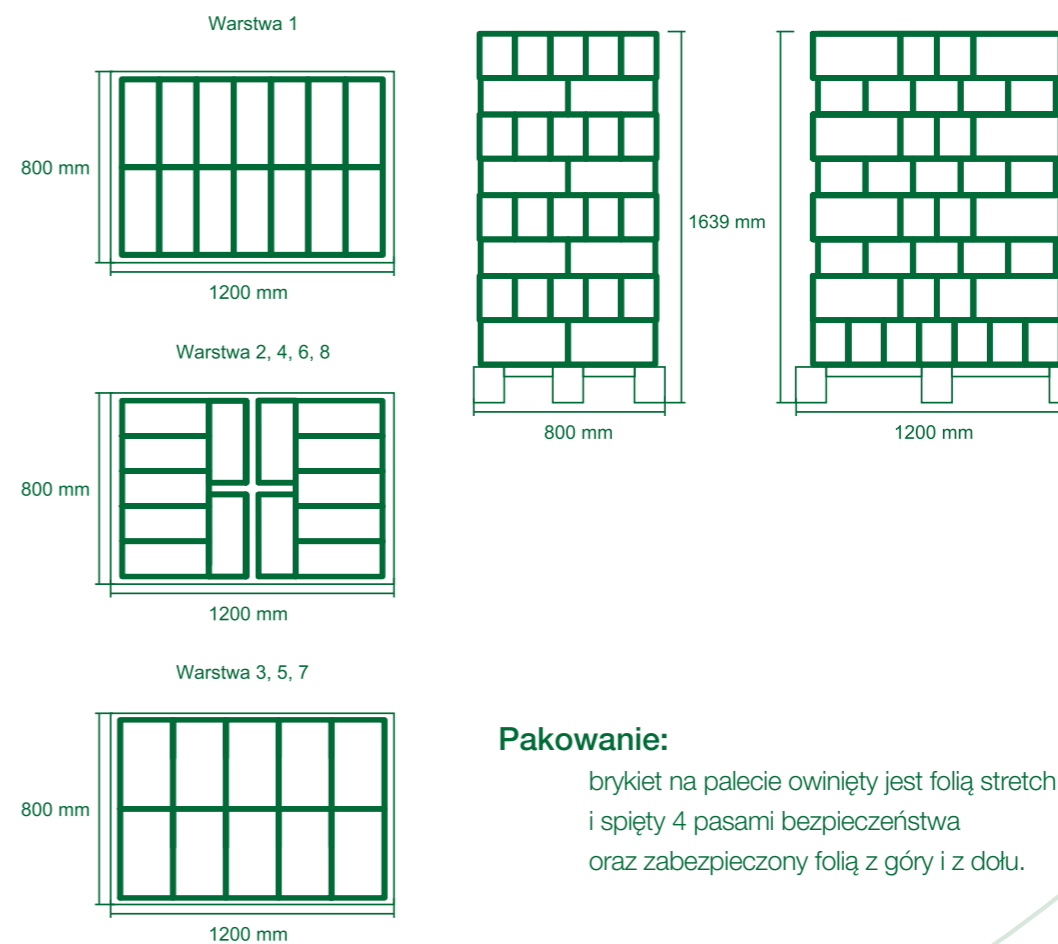 Warstwa 1
800 mm
1200 mm
Warstwa 2, 4, 6, 8
800 mm
1200 mm
Warstwa 3, 5, 7
800 mm
1200 mm
1639 mm
800 mm
1200 mm
Pakowanie:
brykiet na palecie owinięty jest folią stretch
i spięty 4 pasami bezpieczeństwa
oraz zabezpieczony folią z góry i z dołu.